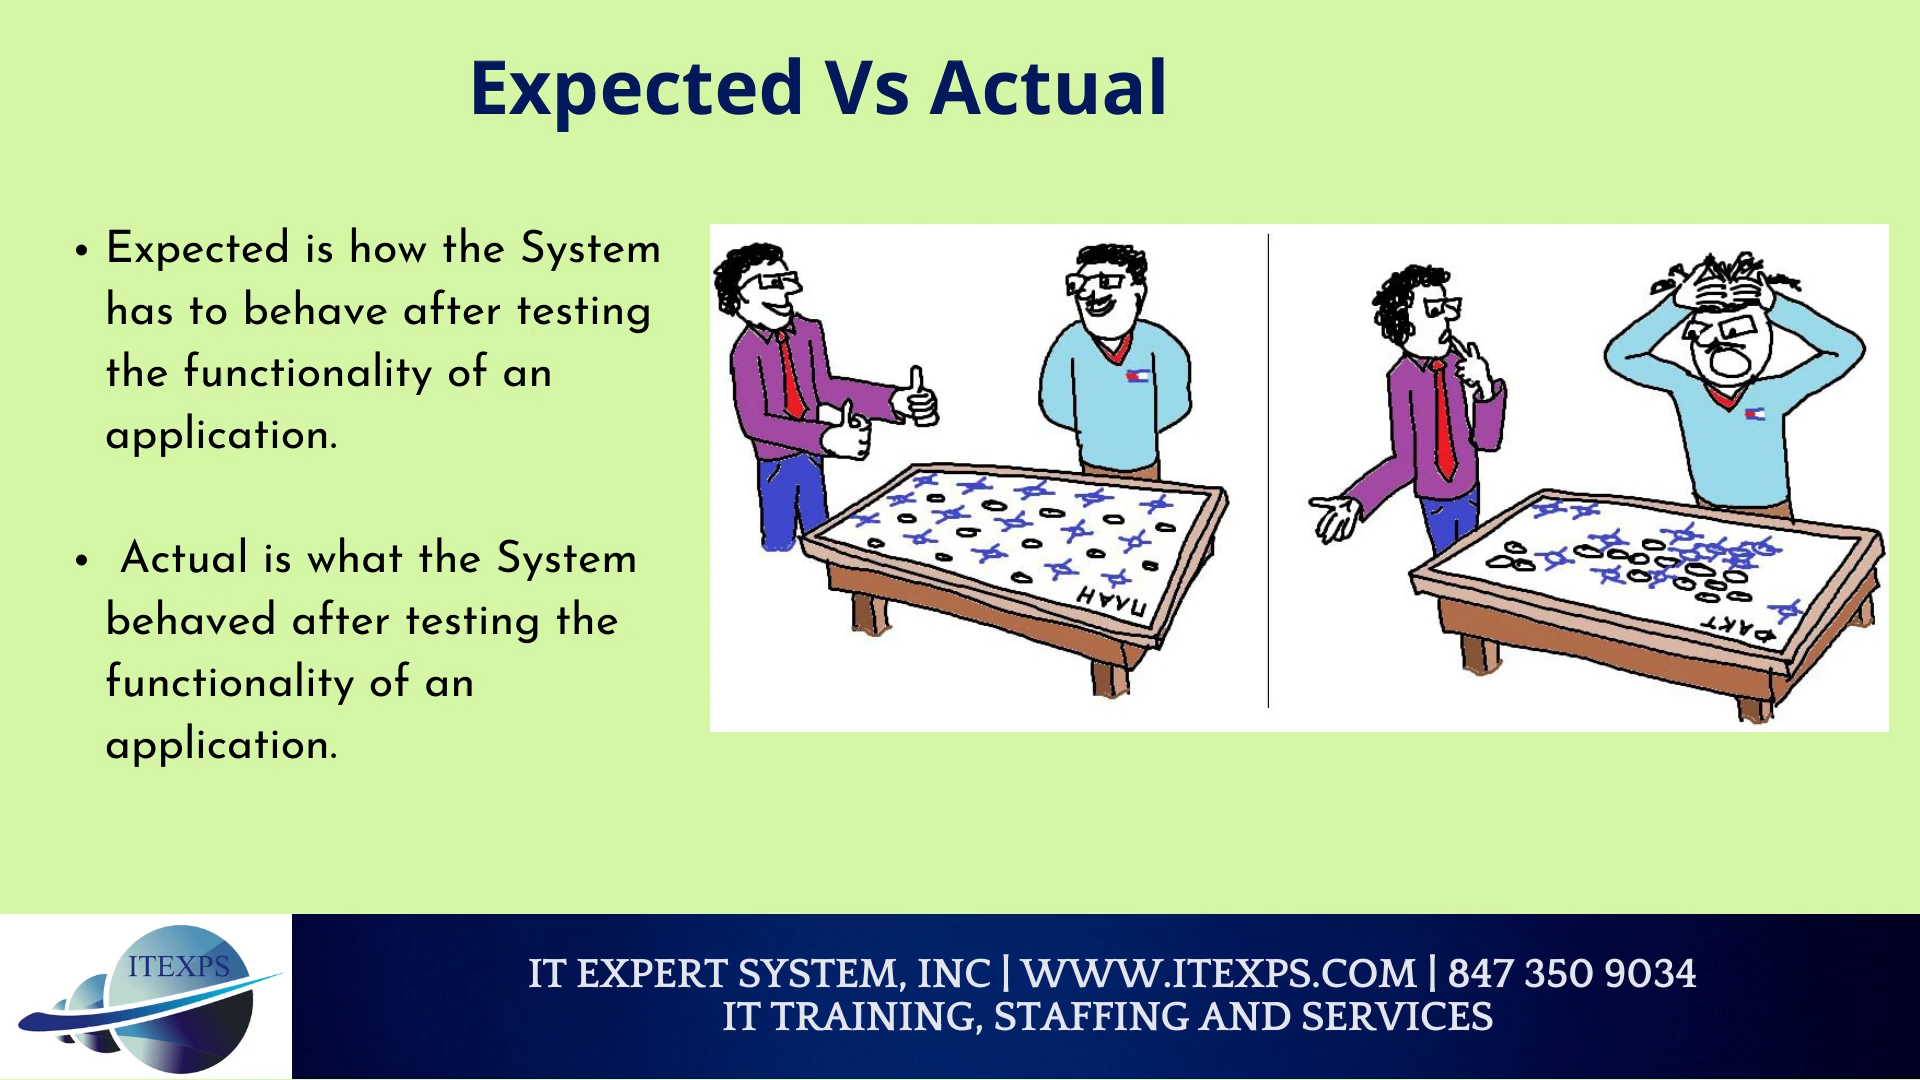 Expected Vs Actual
• Expected is how the System
has to behave after testing
the functionality of an
application.
• Actual is what the System
behaved after testing the
functionality of an
application.
ПЛАН
ФАКТ
ITEXPS
IT EXPERT SYSTEM, INC | WWW.ITEXPS.COM | 847 350 9034
IT TRAINING, STAFFING AND SERVICES